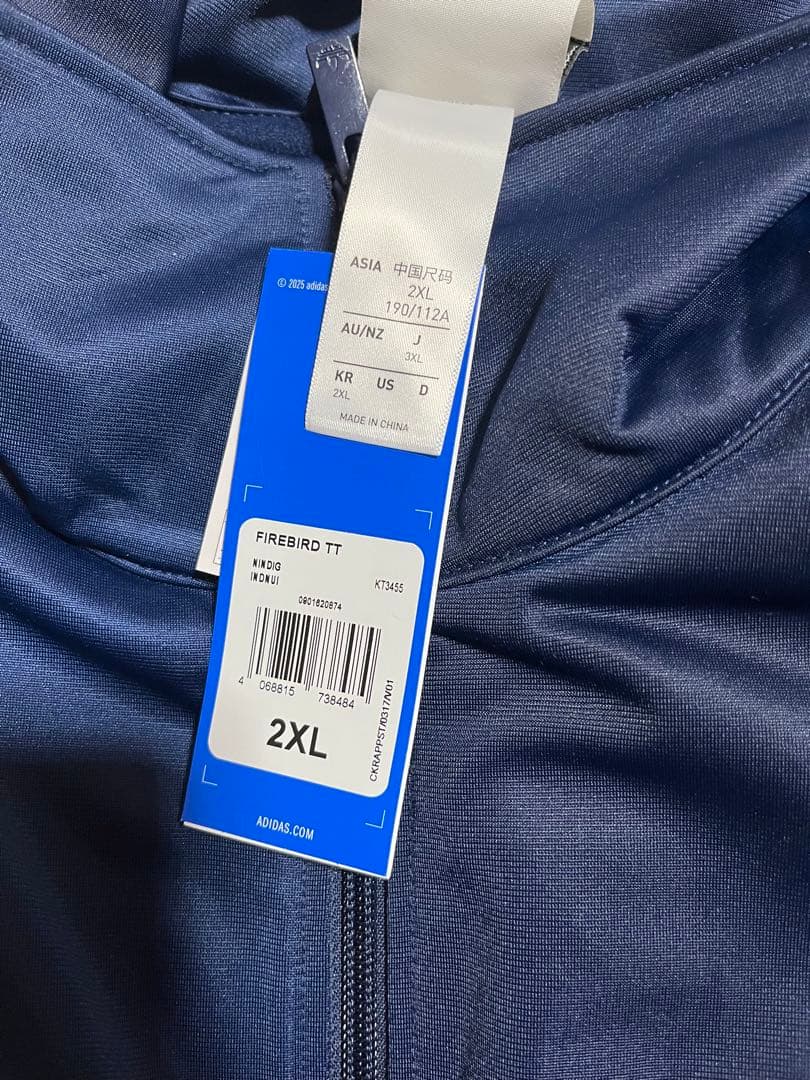 ASIA 中国尺码
2XL
190/112A
AU/NZ J
3XL
KR US D
2XL
MADE IN CHINA
© 2025 adidas
FIREBIRD TT
NINDIG
INDNUI
KT3455
0901620874
4 068815 738484
2XL
CKRAPPST/0317/V01
ADIDAS.COM